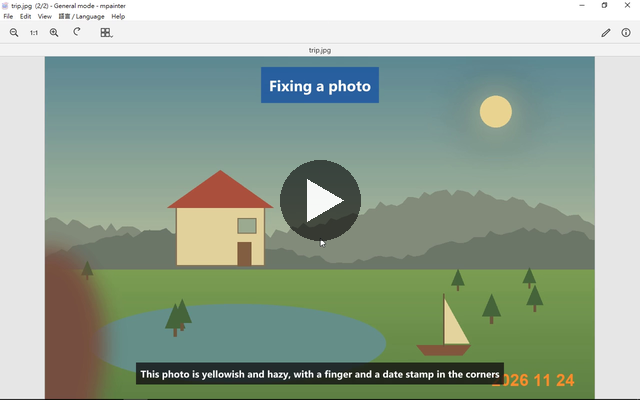 trip.jpg  (2/2) - General mode - mpainter
File  Edit  View  語言 / Language  Help
1:1
trip.jpg
Fixing a photo
This photo is yellowish and hazy, with a finger and a date stamp in the corners
2026 11 24